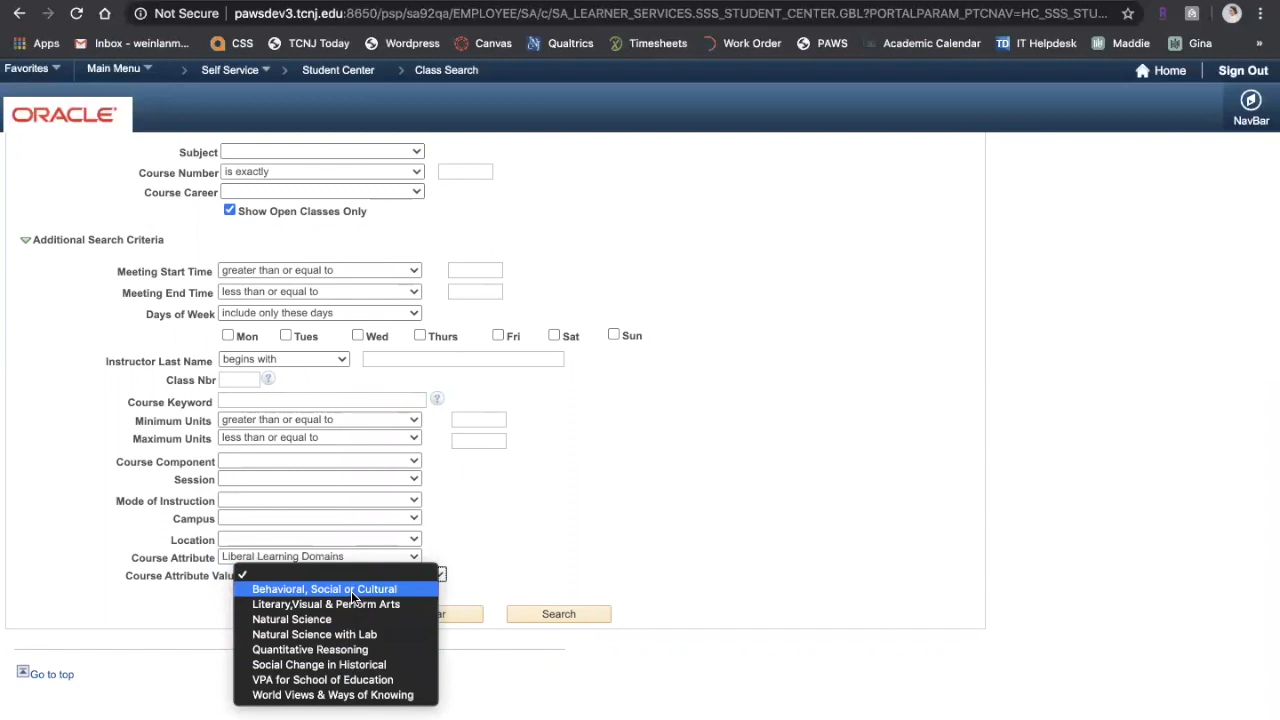 Not Secure | pawsdev3.tcnj.edu:8650/psp/sa92qa/EMPLOYEE/SA/c/SA_LEARNER_SERVICES.SSS_STUDENT_CENTER.GBL?PORTALPARAM_PTCNAV=HC_SSS_STU...
Apps Inbox - weinlanm... CSS TCNJ Today Wordpress Canvas Qualtrics Timesheets Work Order PAWS Academic Calendar TD IT Helpdesk Maddie Gina »
Favorites Main Menu > Self Service > Student Center > Class Search Home Sign Out
ORACLE
NavBar
Subject
Course Number is exactly
Course Career
Show Open Classes Only
Additional Search Criteria
Meeting Start Time greater than or equal to
Meeting End Time less than or equal to
Days of Week include only these days
Mon Tues Wed Thurs Fri Sat Sun
Instructor Last Name begins with
Class Nbr ?
Course Keyword ?
Minimum Units greater than or equal to
Maximum Units less than or equal to
Course Component
Session
Mode of Instruction
Campus
Location
Course Attribute Liberal Learning Domains
Course Attribute Valu
Behavioral, Social or Cultural
Literary,Visual & Perform Arts
ar Search
Natural Science
Natural Science with Lab
Quantitative Reasoning
Social Change in Historical
Go to top
VPA for School of Education
World Views & Ways of Knowing